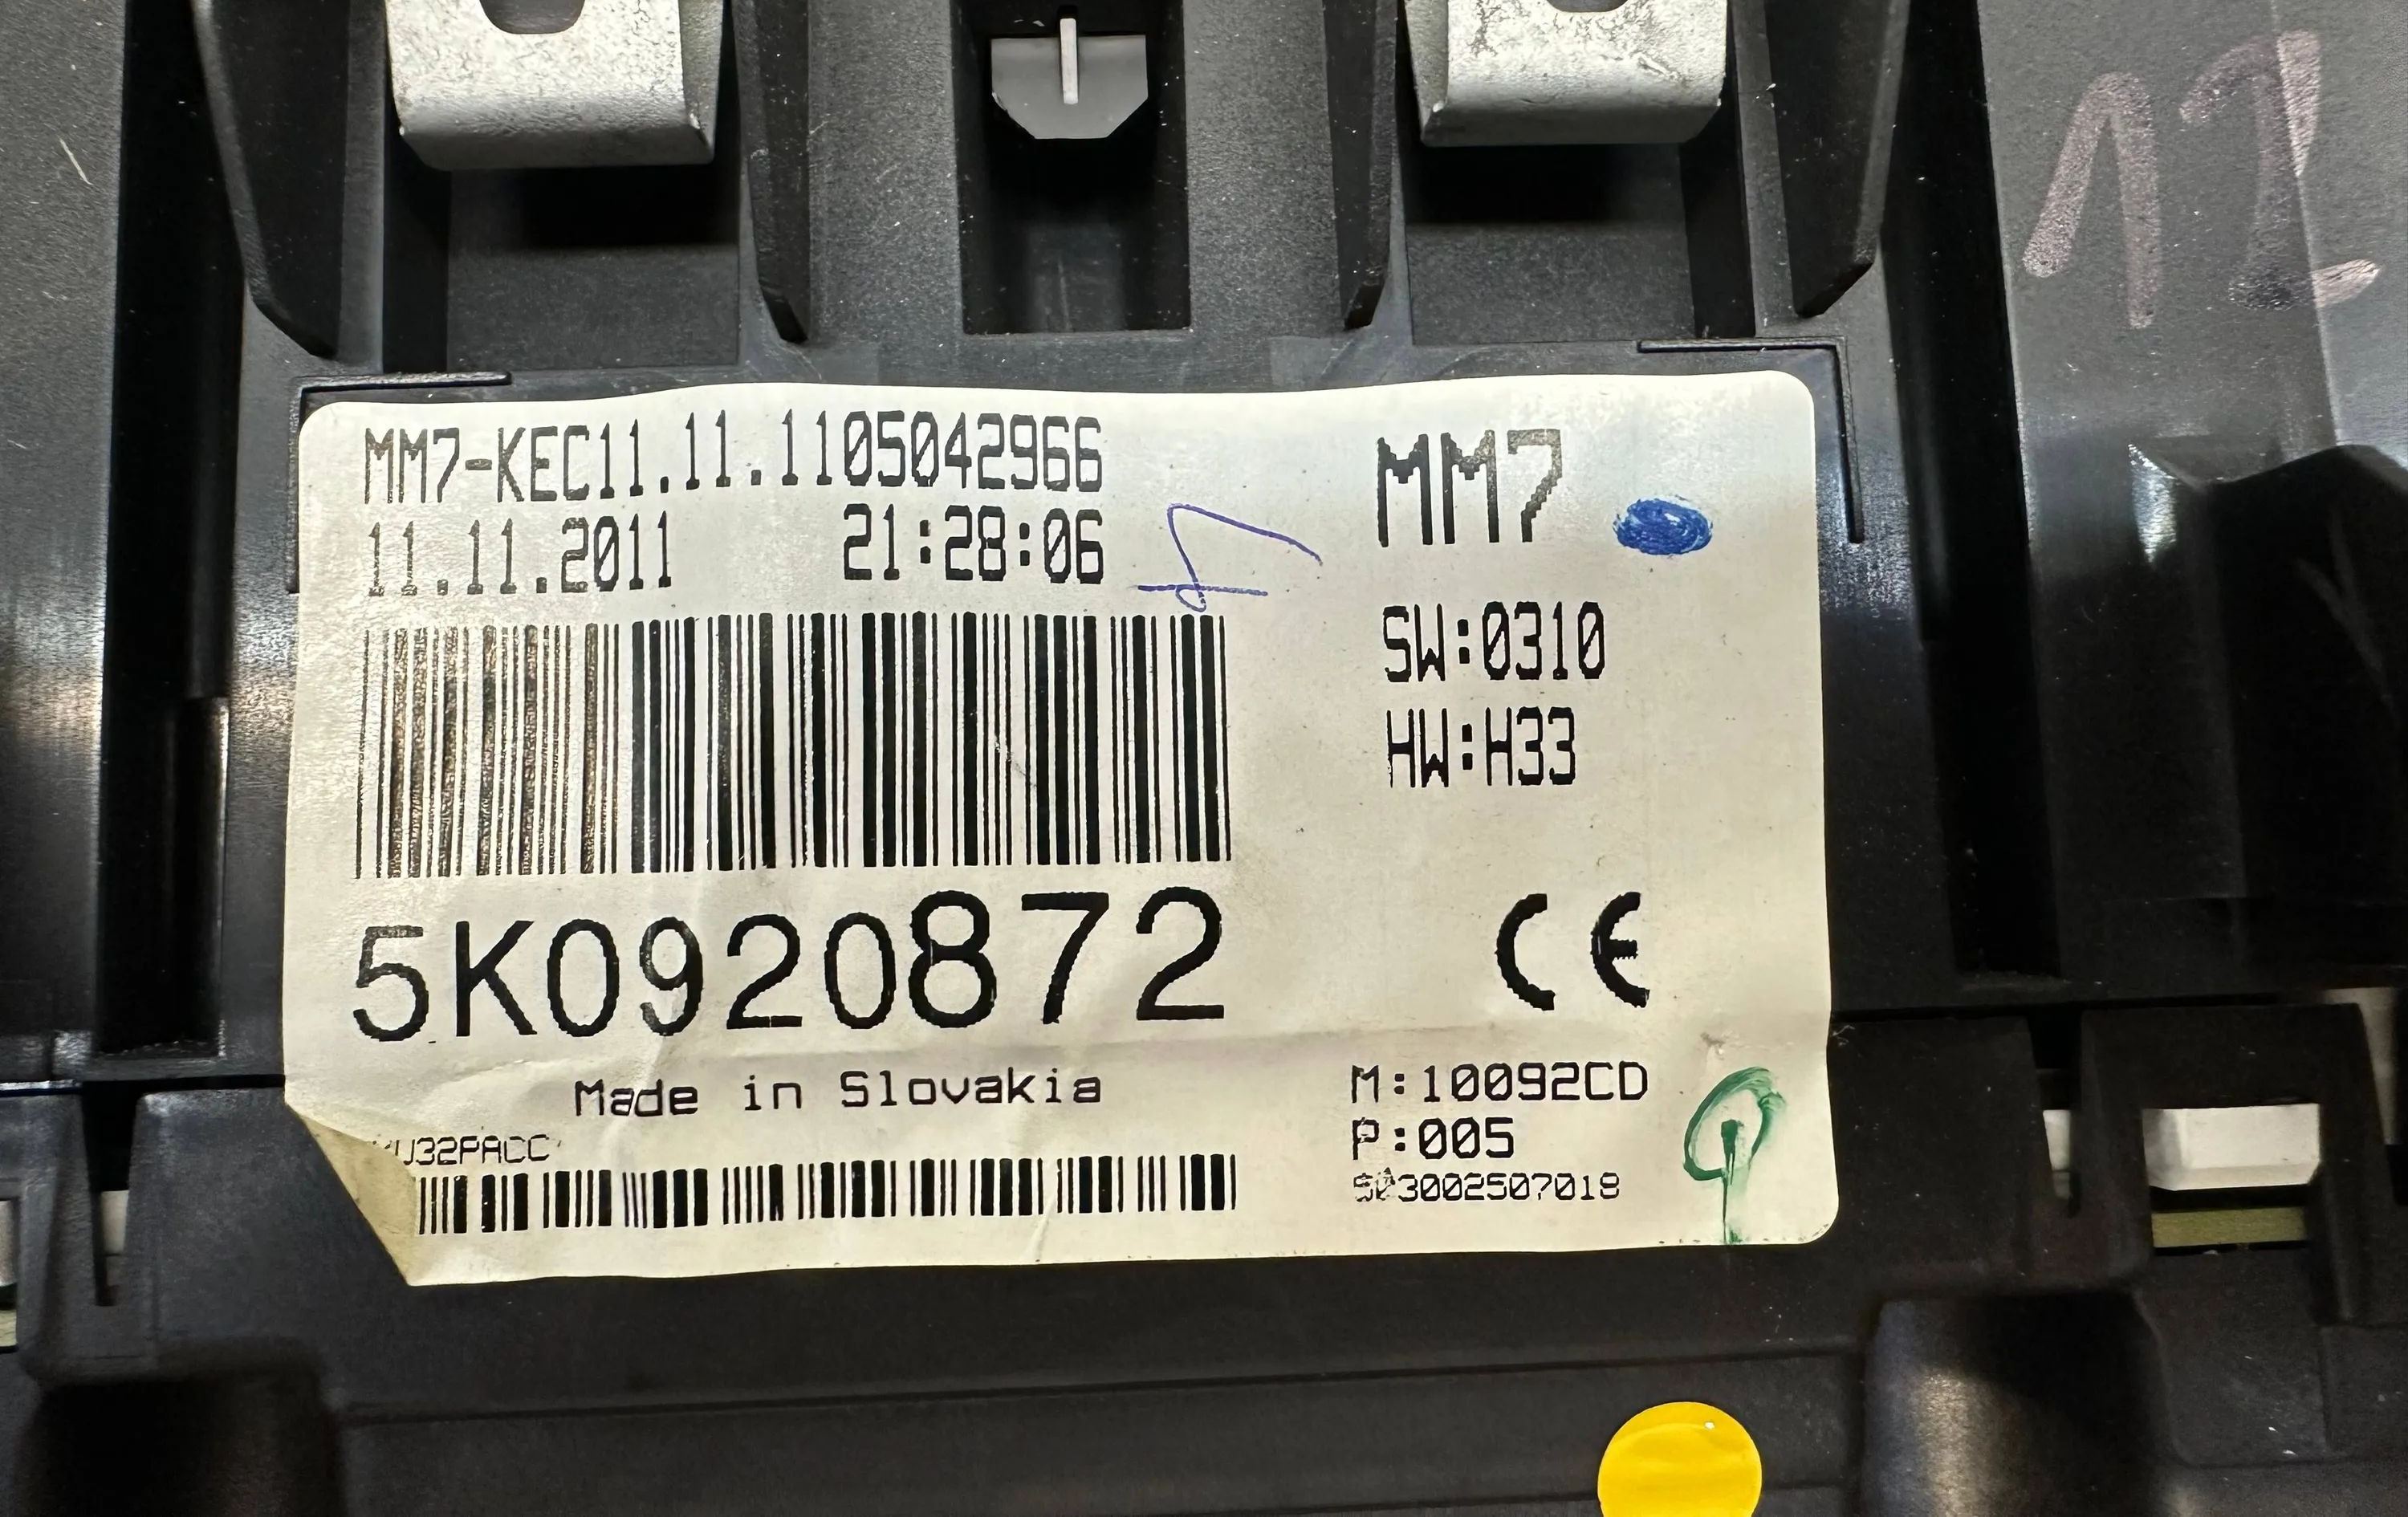 12
MM7-KEC11.11.1105042966
11.11.2011 21:28:06
MM7
SW:0310
HW:H33
5K0920872
CE
Made in Slovakia
M:10092CD
P:005